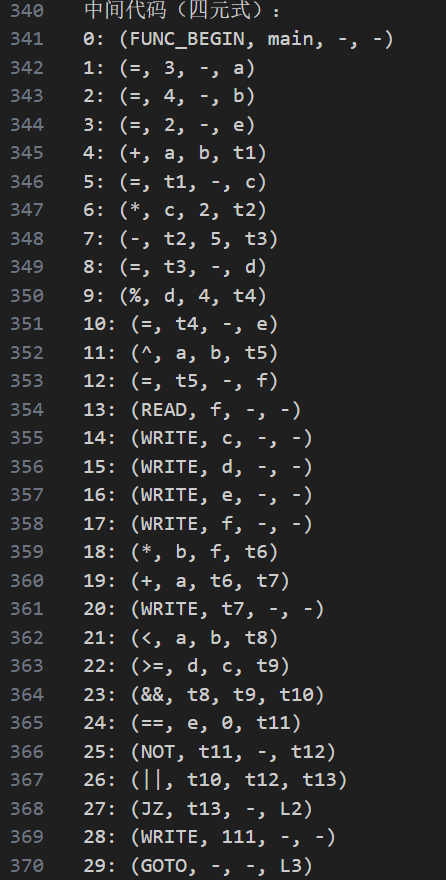 340 中间代码（四元式）：
341 0: (FUNC_BEGIN, main, -, -)
342 1: (=, 3, -, a)
343 2: (=, 4, -, b)
344 3: (=, 2, -, e)
345 4: (+, a, b, t1)
346 5: (=, t1, -, c)
347 6: (*, c, 2, t2)
348 7: (-, t2, 5, t3)
349 8: (=, t3, -, d)
350 9: (%, d, 4, t4)
351 10: (=, t4, -, e)
352 11: (^, a, b, t5)
353 12: (=, t5, -, f)
354 13: (READ, f, -, -)
355 14: (WRITE, c, -, -)
356 15: (WRITE, d, -, -)
357 16: (WRITE, e, -, -)
358 17: (WRITE, f, -, -)
359 18: (*, b, f, t6)
360 19: (+, a, t6, t7)
361 20: (WRITE, t7, -, -)
362 21: (<, a, b, t8)
363 22: (>=, d, c, t9)
364 23: (&&, t8, t9, t10)
365 24: (==, e, 0, t11)
366 25: (NOT, t11, -, t12)
367 26: (||, t10, t12, t13)
368 27: (JZ, t13, -, L2)
369 28: (WRITE, 111, -, -)
370 29: (GOTO, -, -, L3)